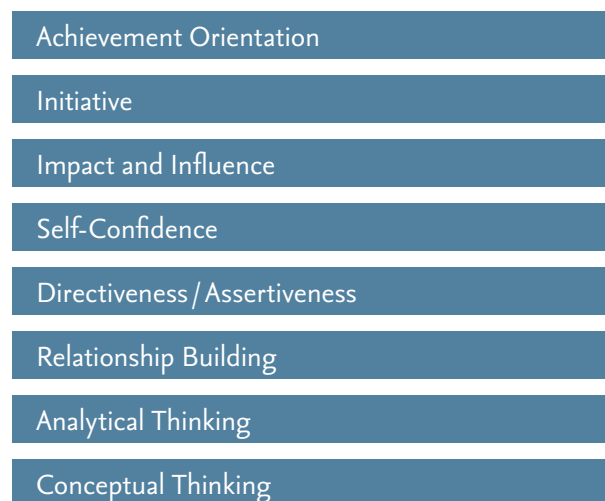 Achievement Orientation
Initiative
Impact and Influence
Self-Confidence
Directiveness / Assertiveness
Relationship Building
Analytical Thinking
Conceptual Thinking